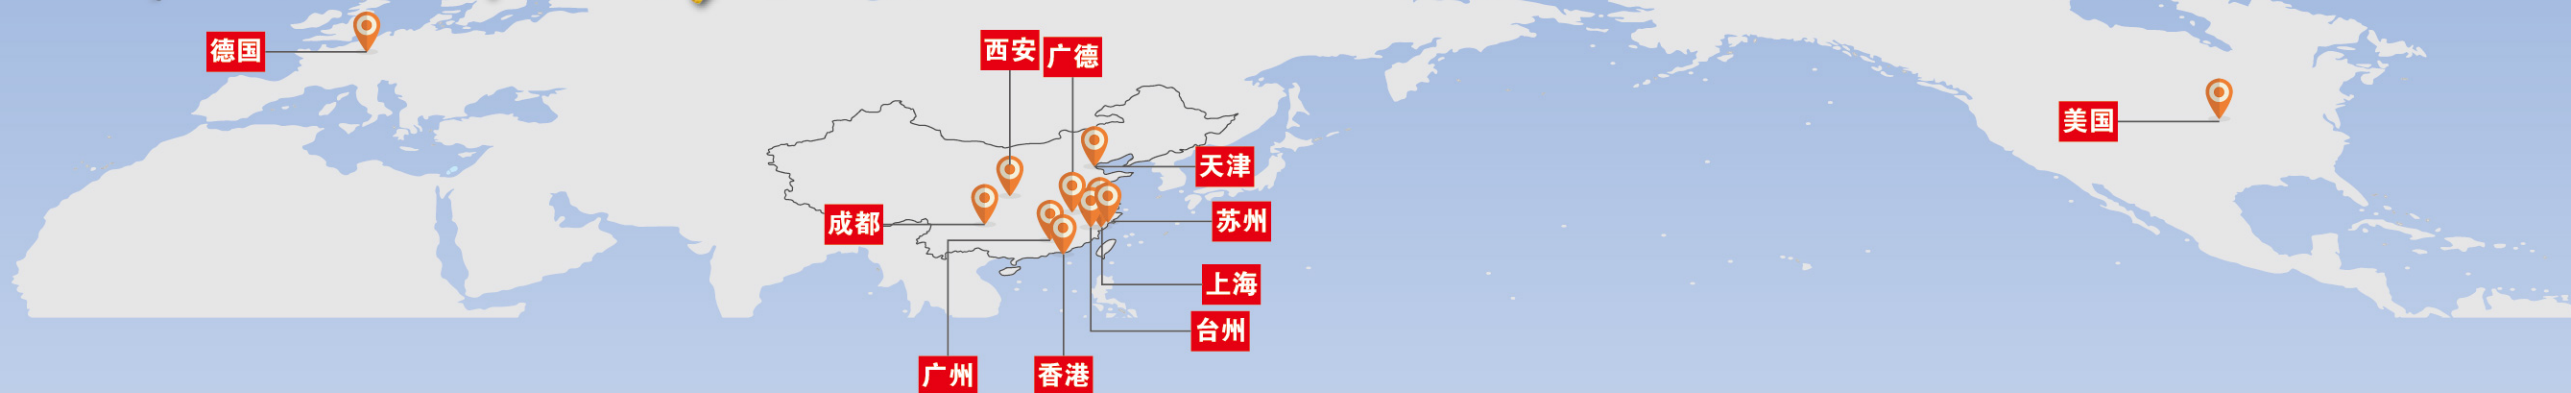 德国
西安
广德
美国
天津
成都
苏州
上海
台州
广州
香港